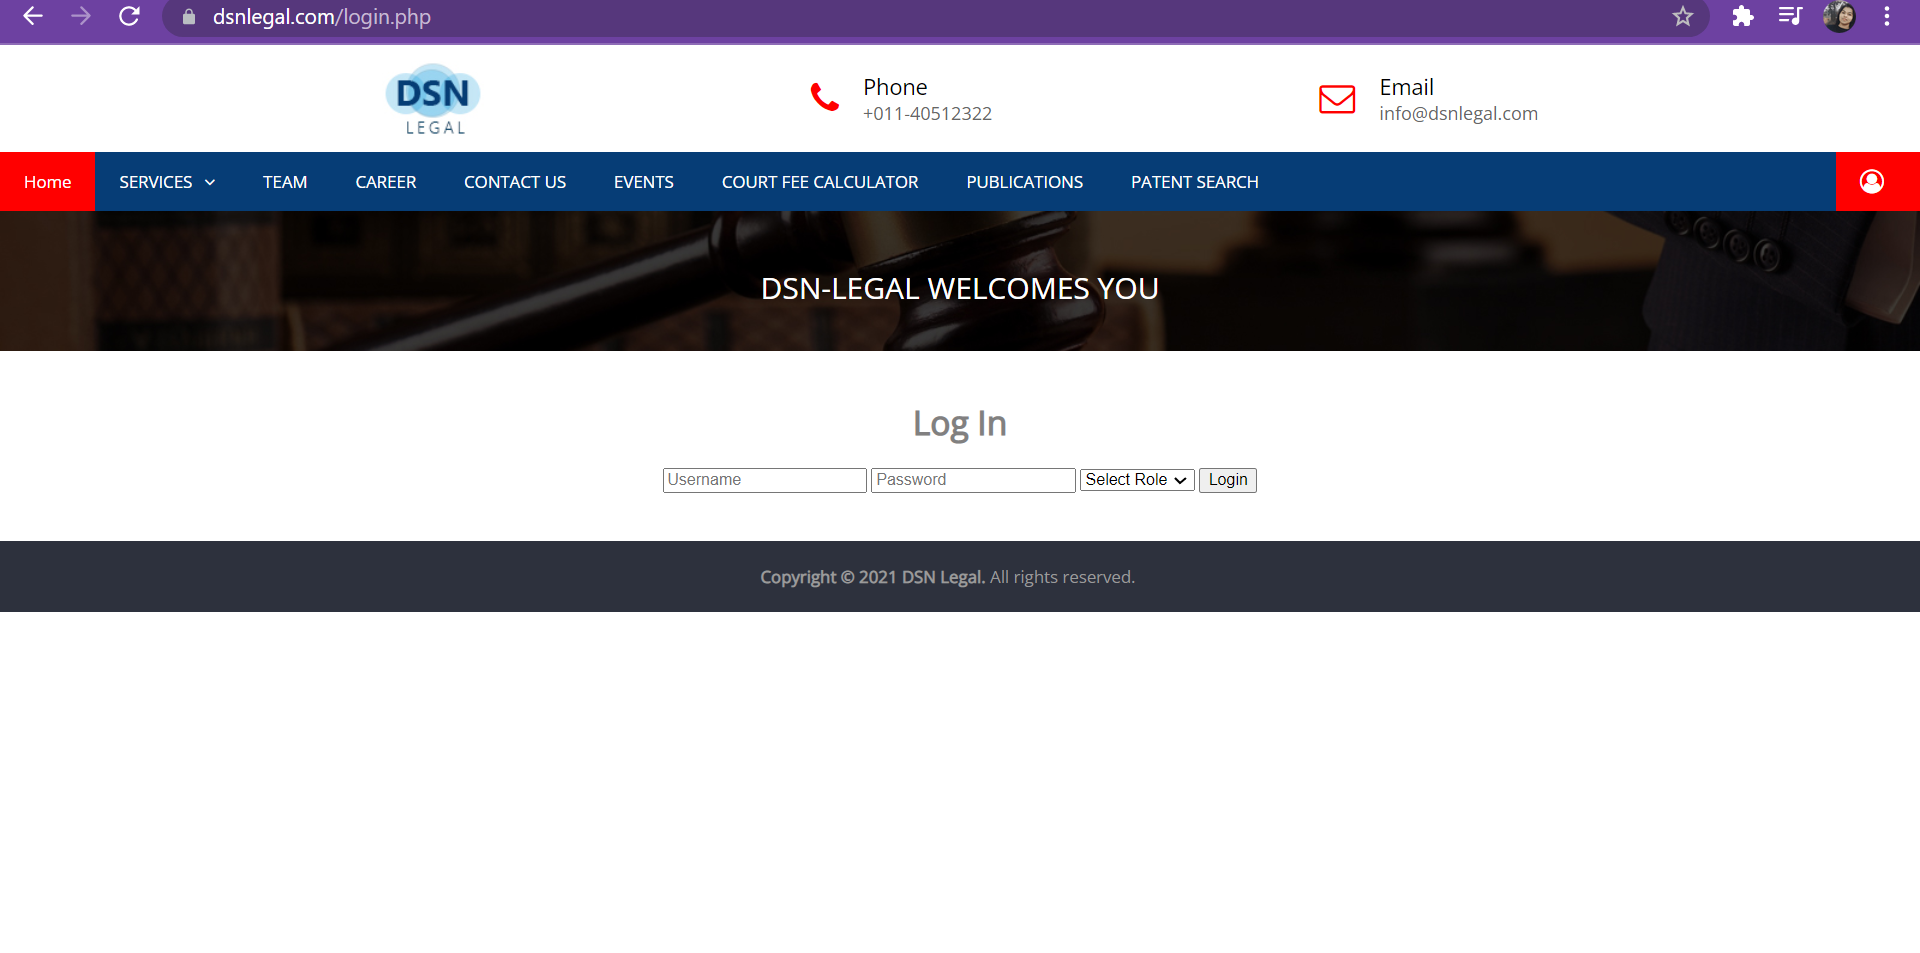 dsnlegal.com/login.php
DSN
LEGAL
Phone
+011-40512322
Email
info@dsnlegal.com
Home SERVICES TEAM CAREER CONTACT US EVENTS COURT FEE CALCULATOR PUBLICATIONS PATENT SEARCH
DSN-LEGAL WELCOMES YOU
Log In
Username Password Select Role Login
Copyright © 2021 DSN Legal. All rights reserved.